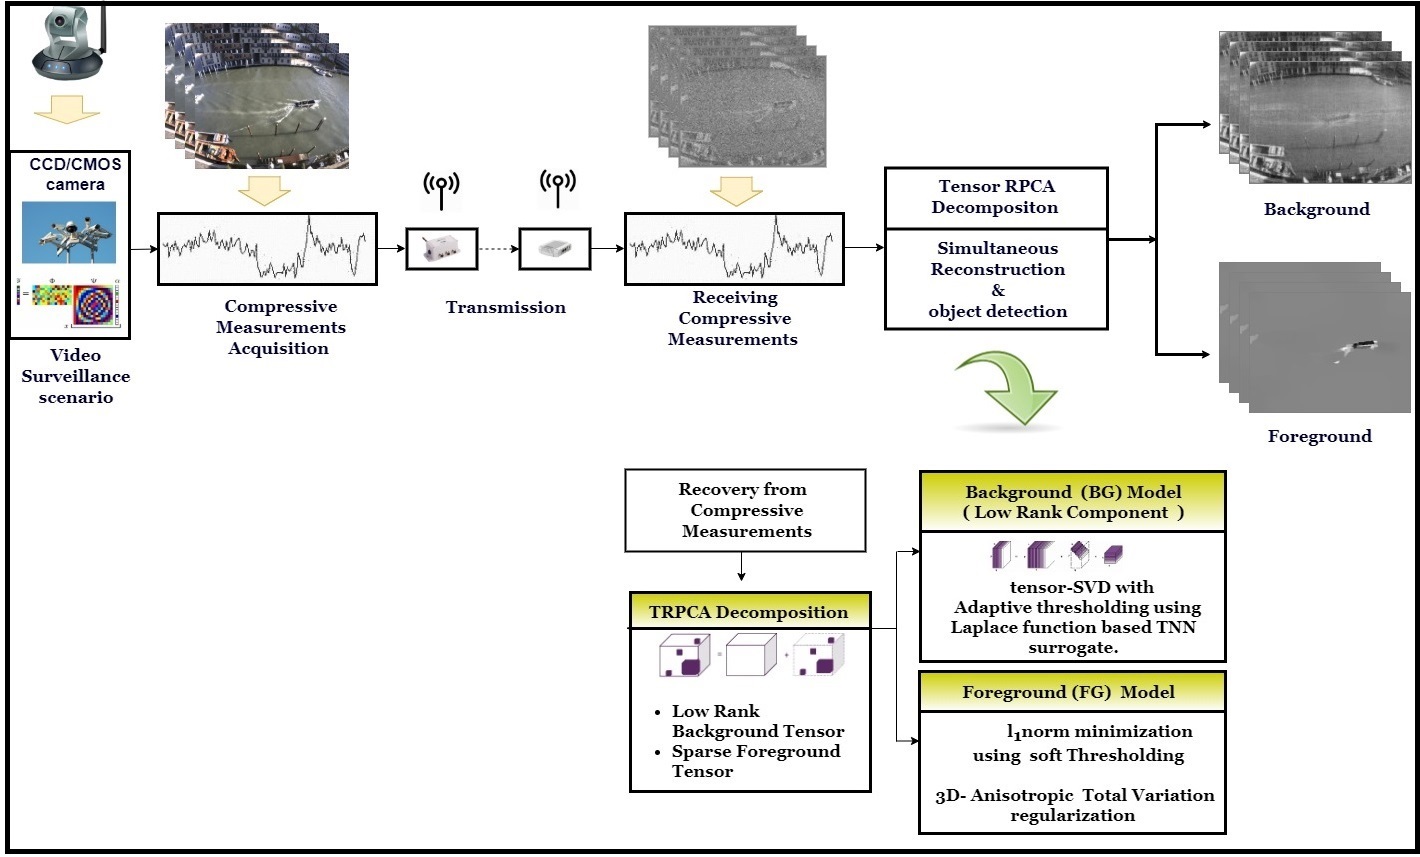 CCD/CMOS
camera
Video
Surveillance
scenario
Compressive
Measurements
Acquisition
Transmission
Receiving
Compressive
Measurements
Tensor RPCA
Decompositon
Simultaneous
Reconstruction
&
object detection
Background
Foreground
Recovery from
Compressive
Measurements
TRPCA Decomposition
• Low Rank
Background Tensor
• Sparse Foreground
Tensor
Background (BG) Model
( Low Rank Component )
tensor-SVD with
Adaptive thresholding using
Laplace function based TNN
surrogate.
Foreground (FG) Model
l1norm minimization
using soft Thresholding
3D- Anisotropic Total Variation
regularization